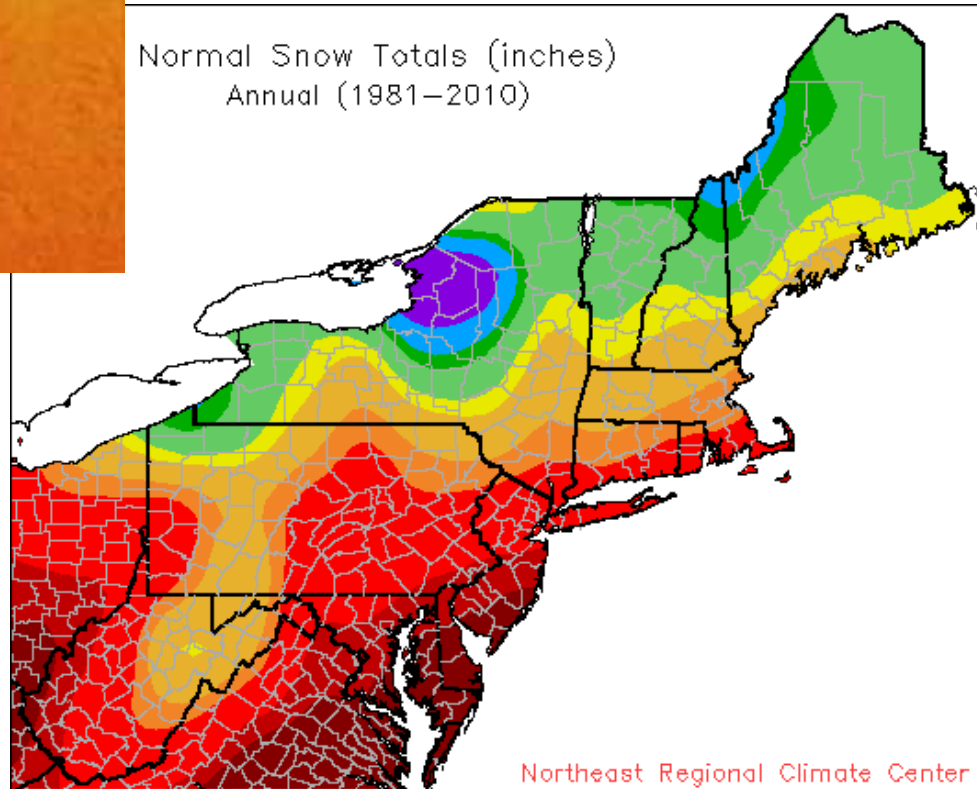 Normal Snow Totals (inches)
Annual (1981–2010)
Northeast Regional Climate Center